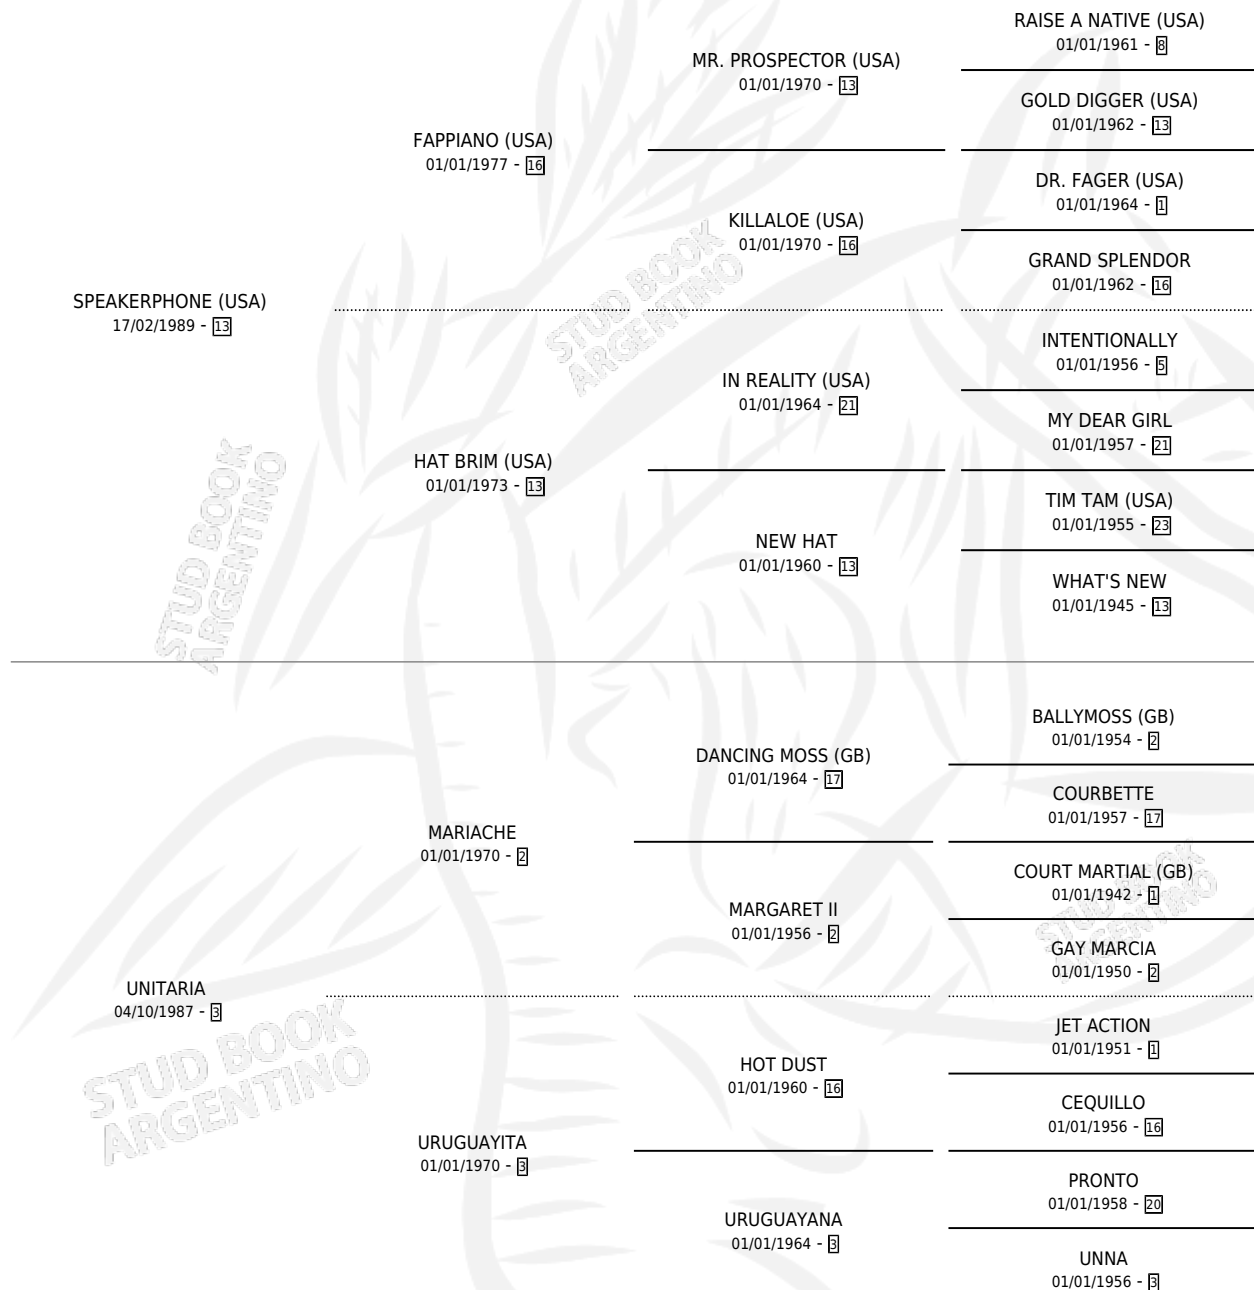 RAISE A NATIVE (USA)
01/01/1961 - 8
MR. PROSPECTOR (USA)
01/01/1970 - 13
GOLD DIGGER (USA)
01/01/1962 - 13
FAPPIANO (USA)
01/01/1977 - 16
DR. FAGER (USA)
01/01/1964 - 1
KILLALOE (USA)
01/01/1970 - 16
GRAND SPLENDOR
01/01/1962 - 16
SPEAKERPHONE (USA)
17/02/1989 - 13
STUD BOOK
ARGENTINO
INTENTIONALLY
01/01/1956 - 5
IN REALITY (USA)
01/01/1964 - 21
MY DEAR GIRL
01/01/1957 - 21
HAT BRIM (USA)
01/01/1973 - 13
TIM TAM (USA)
01/01/1955 - 23
NEW HAT
01/01/1960 - 13
WHAT'S NEW
01/01/1945 - 13
STUD BOOK
ARGENTINO
BALLYMOSS (GB)
01/01/1954 - 2
DANCING MOSS (GB)
01/01/1964 - 17
COURBETTE
01/01/1957 - 17
MARIACHE
01/01/1970 - 2
COURT MARTIAL (GB)
01/01/1942 - 1
MARGARET II
01/01/1956 - 2
STUD BOOK
ARGENTINO
GAY MARCIA
01/01/1950 - 2
UNITARIA
04/10/1987 - 3
STUD BOOK
ARGENTINO
JET ACTION
01/01/1951 - 1
HOT DUST
01/01/1960 - 16
CEQUILLO
01/01/1956 - 16
URUGUAYITA
01/01/1970 - 3
PRONTO
01/01/1958 - 20
URUGUAYANA
01/01/1964 - 3
UNNA
01/01/1956 - 3